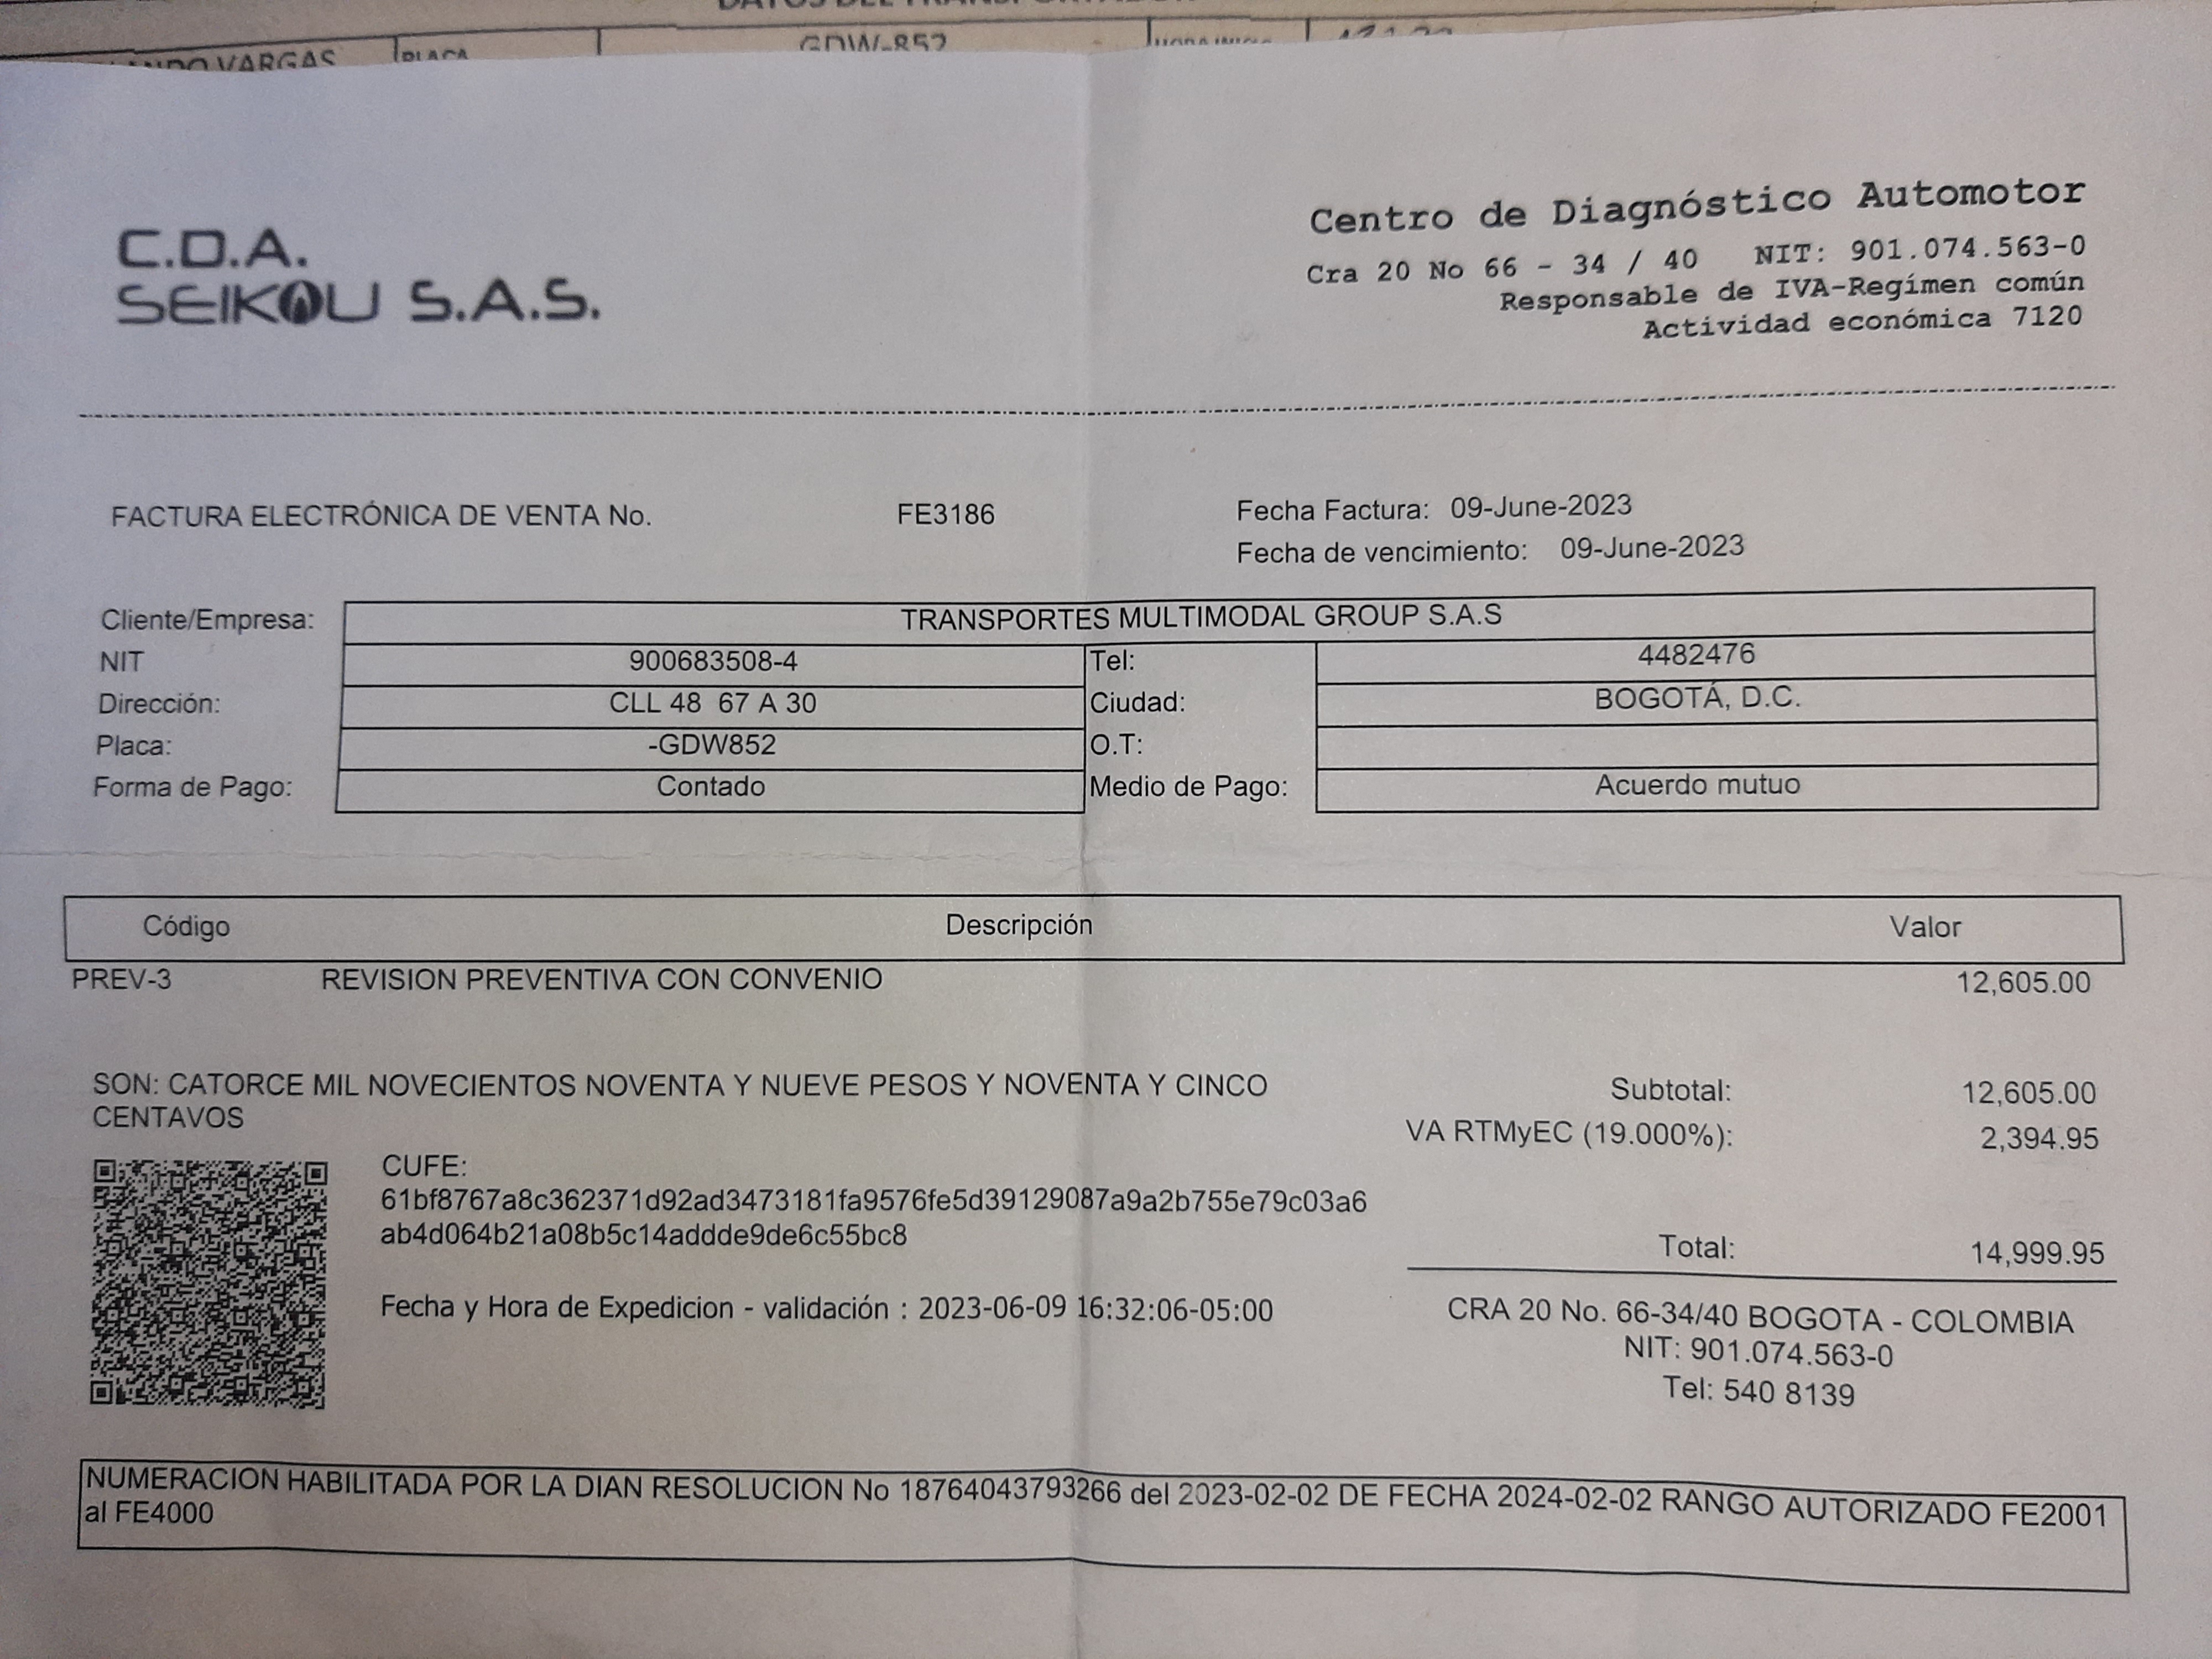 GDW-852
VARGAS
C.D.A.
SEIKOU S.A.S.
Centro de Diagnóstico Automotor
Cra 20 No 66 - 34 / 40 NIT: 901.074.563-0
Responsable de IVA-Regímen común
Actividad económica 7120
FACTURA ELECTRÓNICA DE VENTA No. FE3186
Fecha Factura: 09-June-2023
Fecha de vencimiento: 09-June-2023
Cliente/Empresa: TRANSPORTES MULTIMODAL GROUP S.A.S
NIT 900683508-4 Tel: 4482476
Dirección: CLL 48 67 A 30 Ciudad: BOGOTÁ, D.C.
Placa: -GDW852 O.T:
Forma de Pago: Contado Medio de Pago: Acuerdo mutuo
Código Descripción Valor
PREV-3 REVISION PREVENTIVA CON CONVENIO 12,605.00
SON: CATORCE MIL NOVECIENTOS NOVENTA Y NUEVE PESOS Y NOVENTA Y CINCO
CENTAVOS
Subtotal: 12,605.00
VA RTMyEC (19.000%): 2,394.95
Total: 14,999.95
CUFE:
61bf8767a8c362371d92ad3473181fa9576fe5d39129087a9a2b755e79c03a6
ab4d064b21a08b5c14addde9de6c55bc8
Fecha y Hora de Expedicion - validación : 2023-06-09 16:32:06-05:00
CRA 20 No. 66-34/40 BOGOTA - COLOMBIA
NIT: 901.074.563-0
Tel: 540 8139
NUMERACION HABILITADA POR LA DIAN RESOLUCION No 18764043793266 del 2023-02-02 DE FECHA 2024-02-02 RANGO AUTORIZADO FE2001
al FE4000